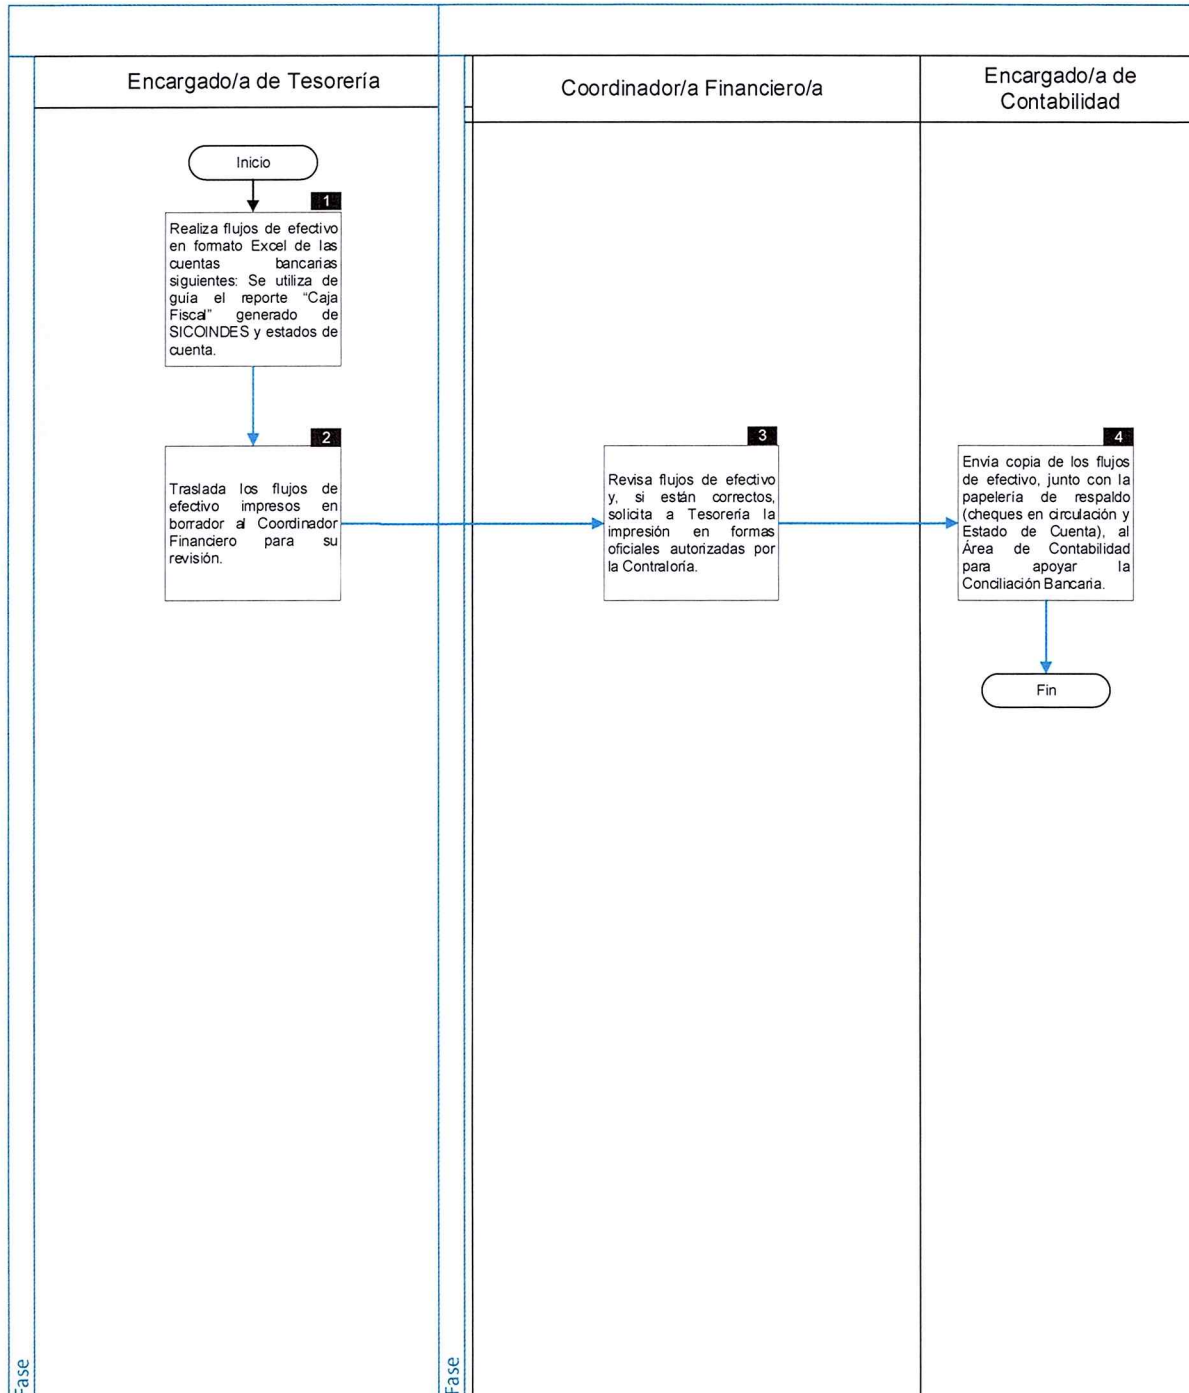 Encargado/a de Tesorería
Coordinador/a Financiero/a
Encargado/a de
Contabilidad
Inicio
1
Realiza flujos de efectivo
en formato Excel de las
cuentas bancarias
siguientes: Se utiliza de
guía el reporte “Caja
Fiscal” generado de
SICOINDES y estados de
cuenta.
2
Traslada los flujos de
efectivo impresos en
borrador al Coordinador
Financiero para su
revisión.
3
Revisa flujos de efectivo
y, si están correctos,
solicita a Tesorería la
impresión en formas
oficiales autorizadas por
la Contraloría.
4
Envía copia de los flujos
de efectivo, junto con la
papelería de respaldo
(cheques en circulación y
Estado de Cuenta), al
Área de Contabilidad
para apoyar la
Conciliación Bancaria.
Fin
Fase
Fase